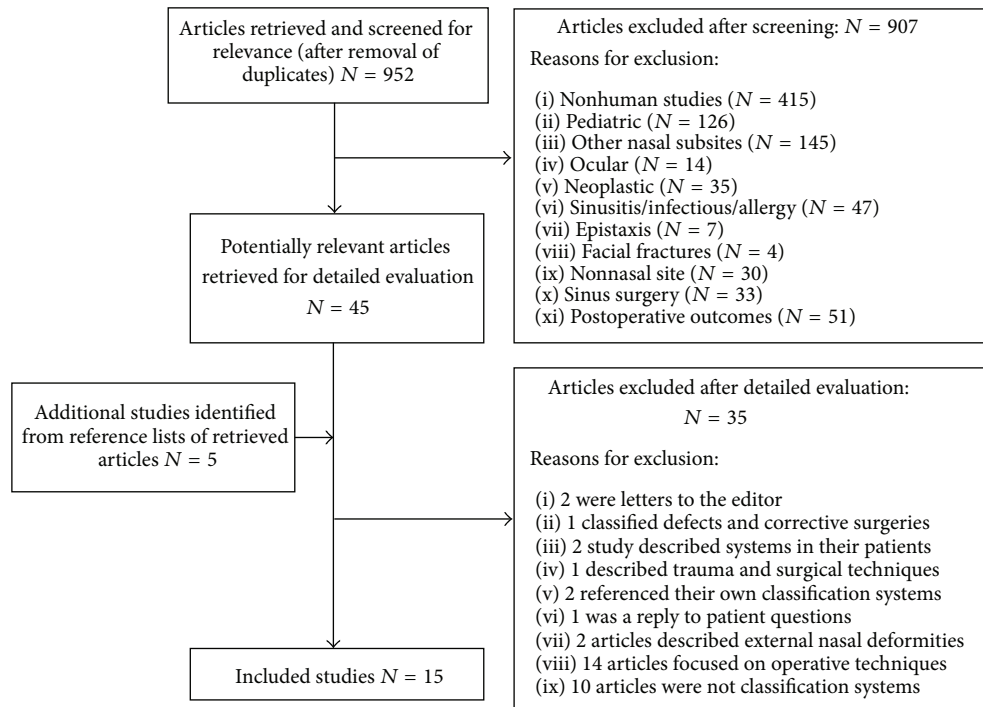 Articles retrieved and screened for
relevance (after removal of
duplicates) N = 952
Articles excluded after screening: N = 907
Reasons for exclusion:
(i) Nonhuman studies (N = 415)
(ii) Pediatric (N = 126)
(iii) Other nasal subsites (N = 145)
(iv) Ocular (N = 14)
(v) Neoplastic (N = 35)
(vi) Sinusitis/infectious/allergy (N = 47)
(vii) Epistaxis (N = 7)
(viii) Facial fractures (N = 4)
(ix) Nonnasal site (N = 30)
(x) Sinus surgery (N = 33)
(xi) Postoperative outcomes (N = 51)
Potentially relevant articles
retrieved for detailed evaluation
N = 45
Additional studies identified
from reference lists of retrieved
articles N = 5
Articles excluded after detailed evaluation:
N = 35
Reasons for exclusion:
(i) 2 were letters to the editor
(ii) 1 classified defects and corrective surgeries
(iii) 2 study described systems in their patients
(iv) 1 described trauma and surgical techniques
(v) 2 referenced their own classification systems
(vi) 1 was a reply to patient questions
(vii) 2 articles described external nasal deformities
(viii) 14 articles focused on operative techniques
(ix) 10 articles were not classification systems
Included studies N = 15